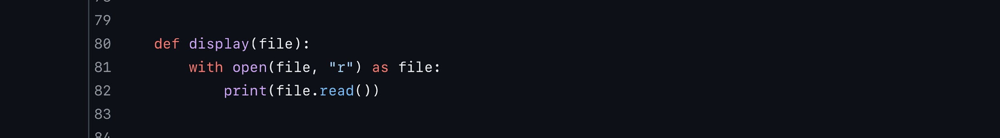 79
80 def display(file):
81 with open(file, "r") as file:
82 print(file.read())
83